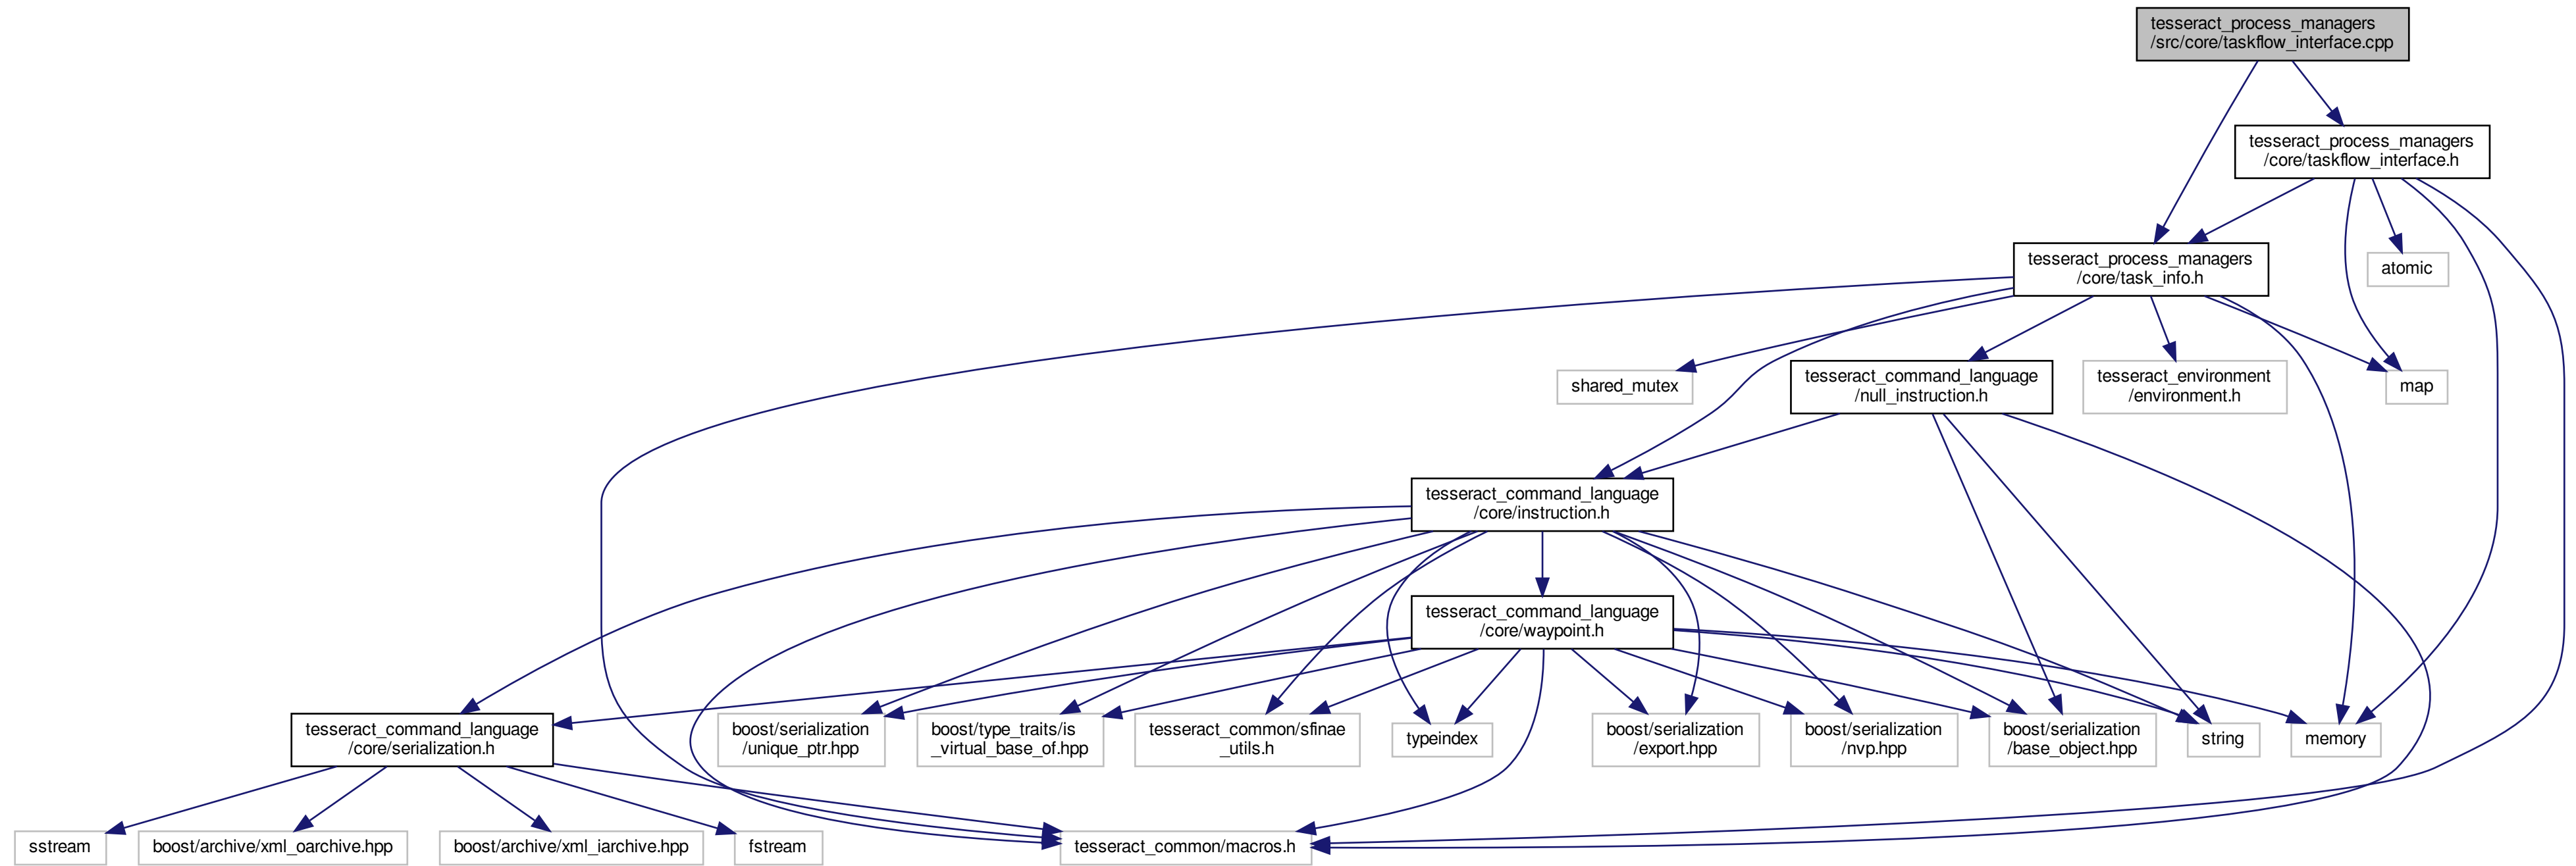 tesseract_process_managers
/src/core/taskflow_interface.cpp
tesseract_process_managers
/core/taskflow_interface.h
tesseract_process_managers
/core/task_info.h
atomic
shared_mutex
tesseract_command_language
/null_instruction.h
tesseract_environment
/environment.h
map
tesseract_command_language
/core/instruction.h
tesseract_command_language
/core/waypoint.h
tesseract_command_language
/core/serialization.h
boost/serialization
/unique_ptr.hpp
boost/type_traits/is
_virtual_base_of.hpp
tesseract_common/sfinae
_utils.h
typeindex
boost/serialization
/export.hpp
boost/serialization
/nvp.hpp
boost/serialization
/base_object.hpp
string
memory
sstream
boost/archive/xml_oarchive.hpp
boost/archive/xml_iarchive.hpp
fstream
tesseract_common/macros.h